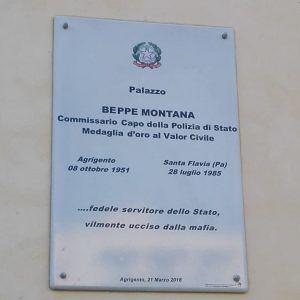 Palazzo
BEPPE MONTANA
Commissario Capo della Polizia di Stato
Medaglia d'oro al Valor Civile
Agrigento Santa Flavia (Pa)
08 ottobre 1951 28 luglio 1985
....fedele servitore dello Stato,
vilmente ucciso dalla mafia.
Agrigento, 21 Marzo 2016